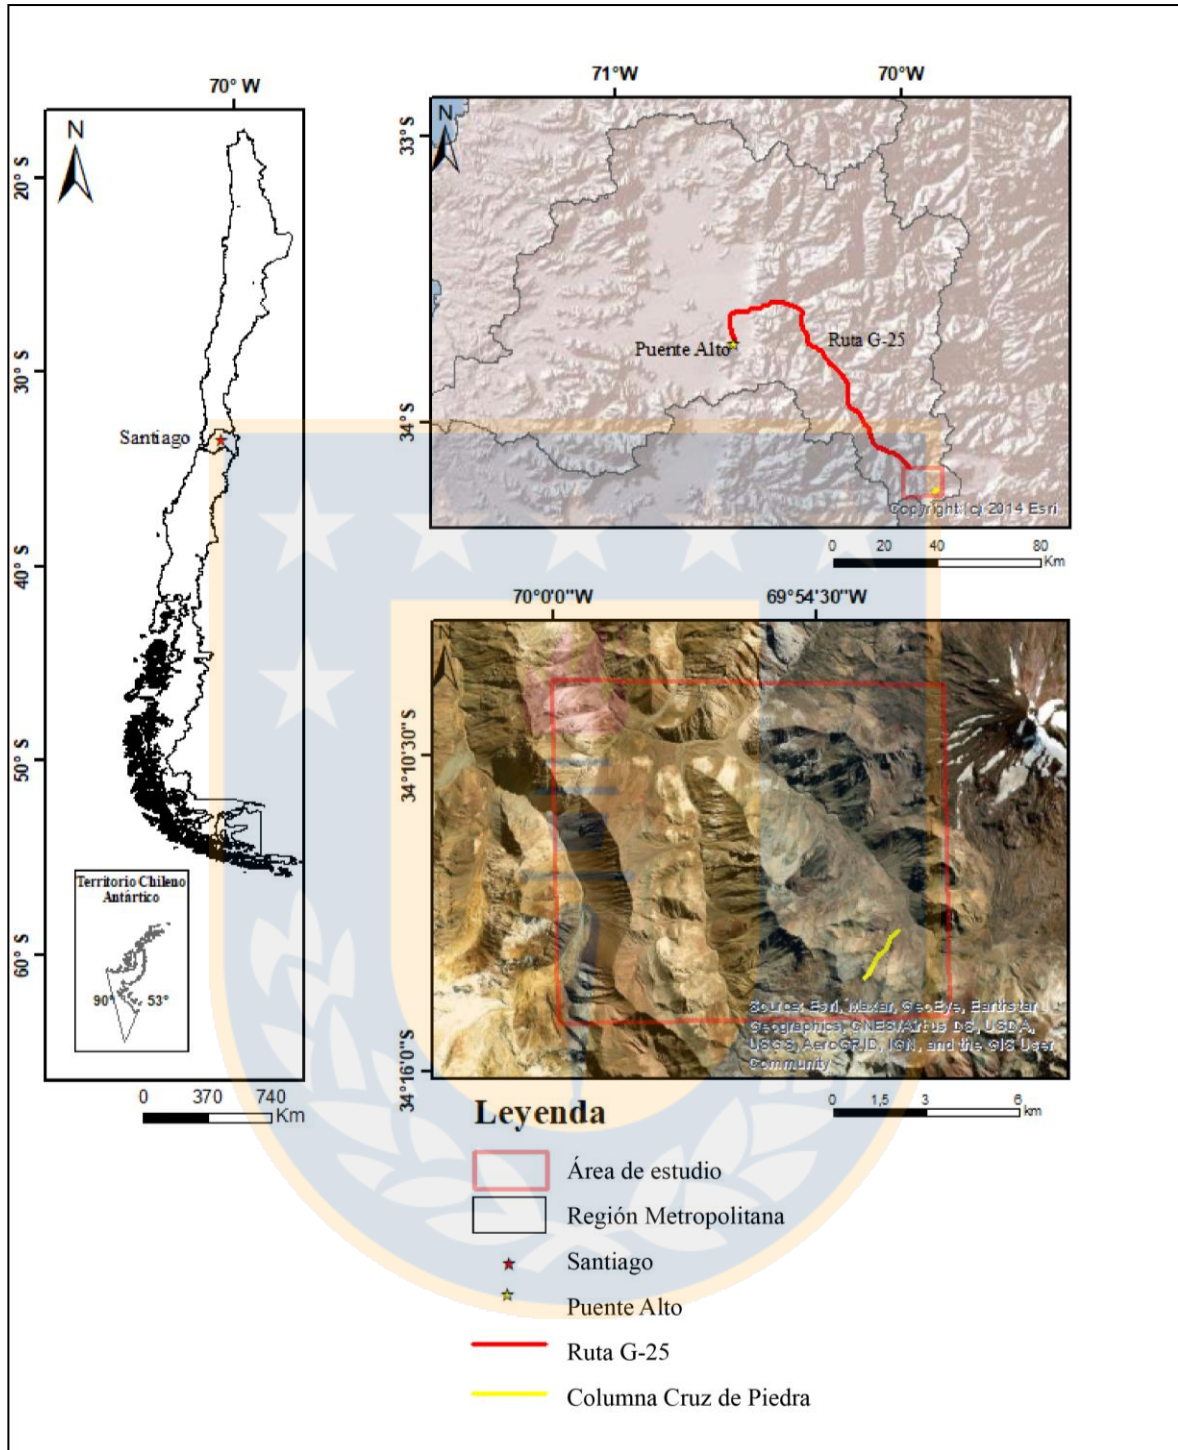 70° W
N
20° S
30° S
Santiago
40° S
50° S
60° S
Territorio Chileno
Antártico
90°
53°
0 370 740
Km
71°W 70°W
N
33°S
34°S
Puente Alto
Ruta G-25
Copyright (c) 2014 Esri
0 20 40 80
Km
70°0'0"W 69°54'30"W
N
34°10'30"S
34°16'0"S
Source: Esri, Maxar, GeoEye, Earthstar
Geographics, CNES/Airbus DS, USDA,
USGS, AeroGRID, IGN, and the GIS User
Community
0 1,5 3 6
km
Leyenda
Área de estudio
Región Metropolitana
Santiago
Puente Alto
Ruta G-25
Columna Cruz de Piedra